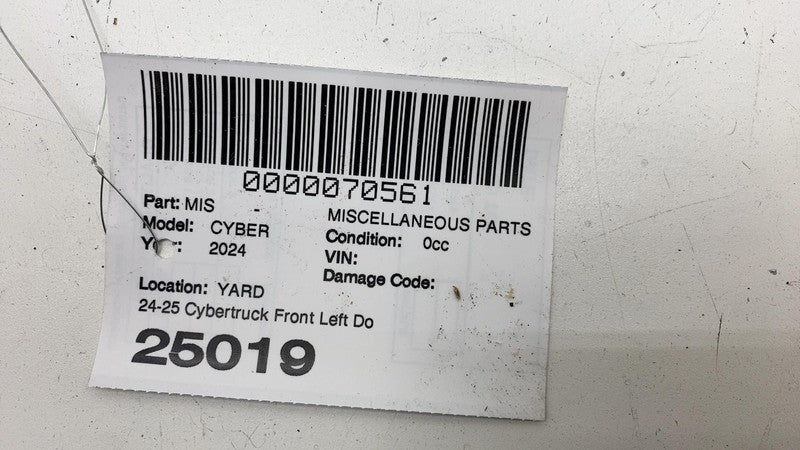 0000070561
Part: MIS MISCELLANEOUS PARTS
Model: CYBER Condition: 0cc
Year: 2024 VIN:
Damage Code:
Location: YARD
24-25 Cybertruck Front Left Do
25019